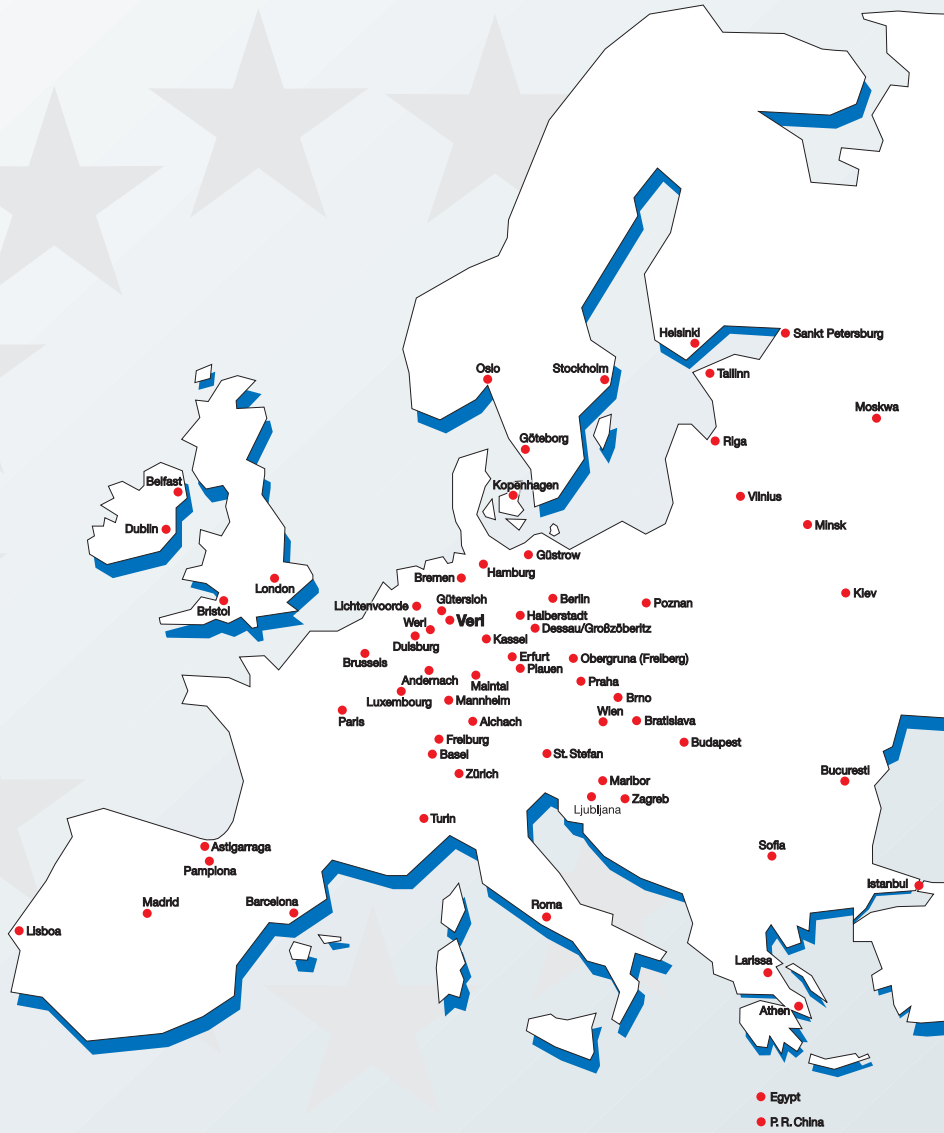 Helsinki
Sankt Petersburg
Oslo
Stockholm
Tallinn
Moskwa
Göteborg
Riga
Belfast
Kopenhagen
Vilnius
Dublin
Minsk
Güstrow
Hamburg
Bremen
London
Kiev
Bristol
Lichtenvoorde
Gütersloh
Berlin
Poznan
Werl
Verl
Halberstadt
Dessau/Großzöberitz
Duisburg
Kassel
Brussels
Erfurt
Obergruna (Freiberg)
Plauen
Andernach
Maintal
Praha
Luxembourg
Mannheim
Brno
Paris
Wien
Aichach
Bratislava
Freiburg
Budapest
Basel
St. Stefan
Zürich
Bucuresti
Maribor
Zagreb
Ljubljana
Turin
Astigarraga
Sofia
Pamplona
Istanbul
Madrid
Barcelona
Roma
Lisboa
Larissa
Athen
Egypt
P. R. China